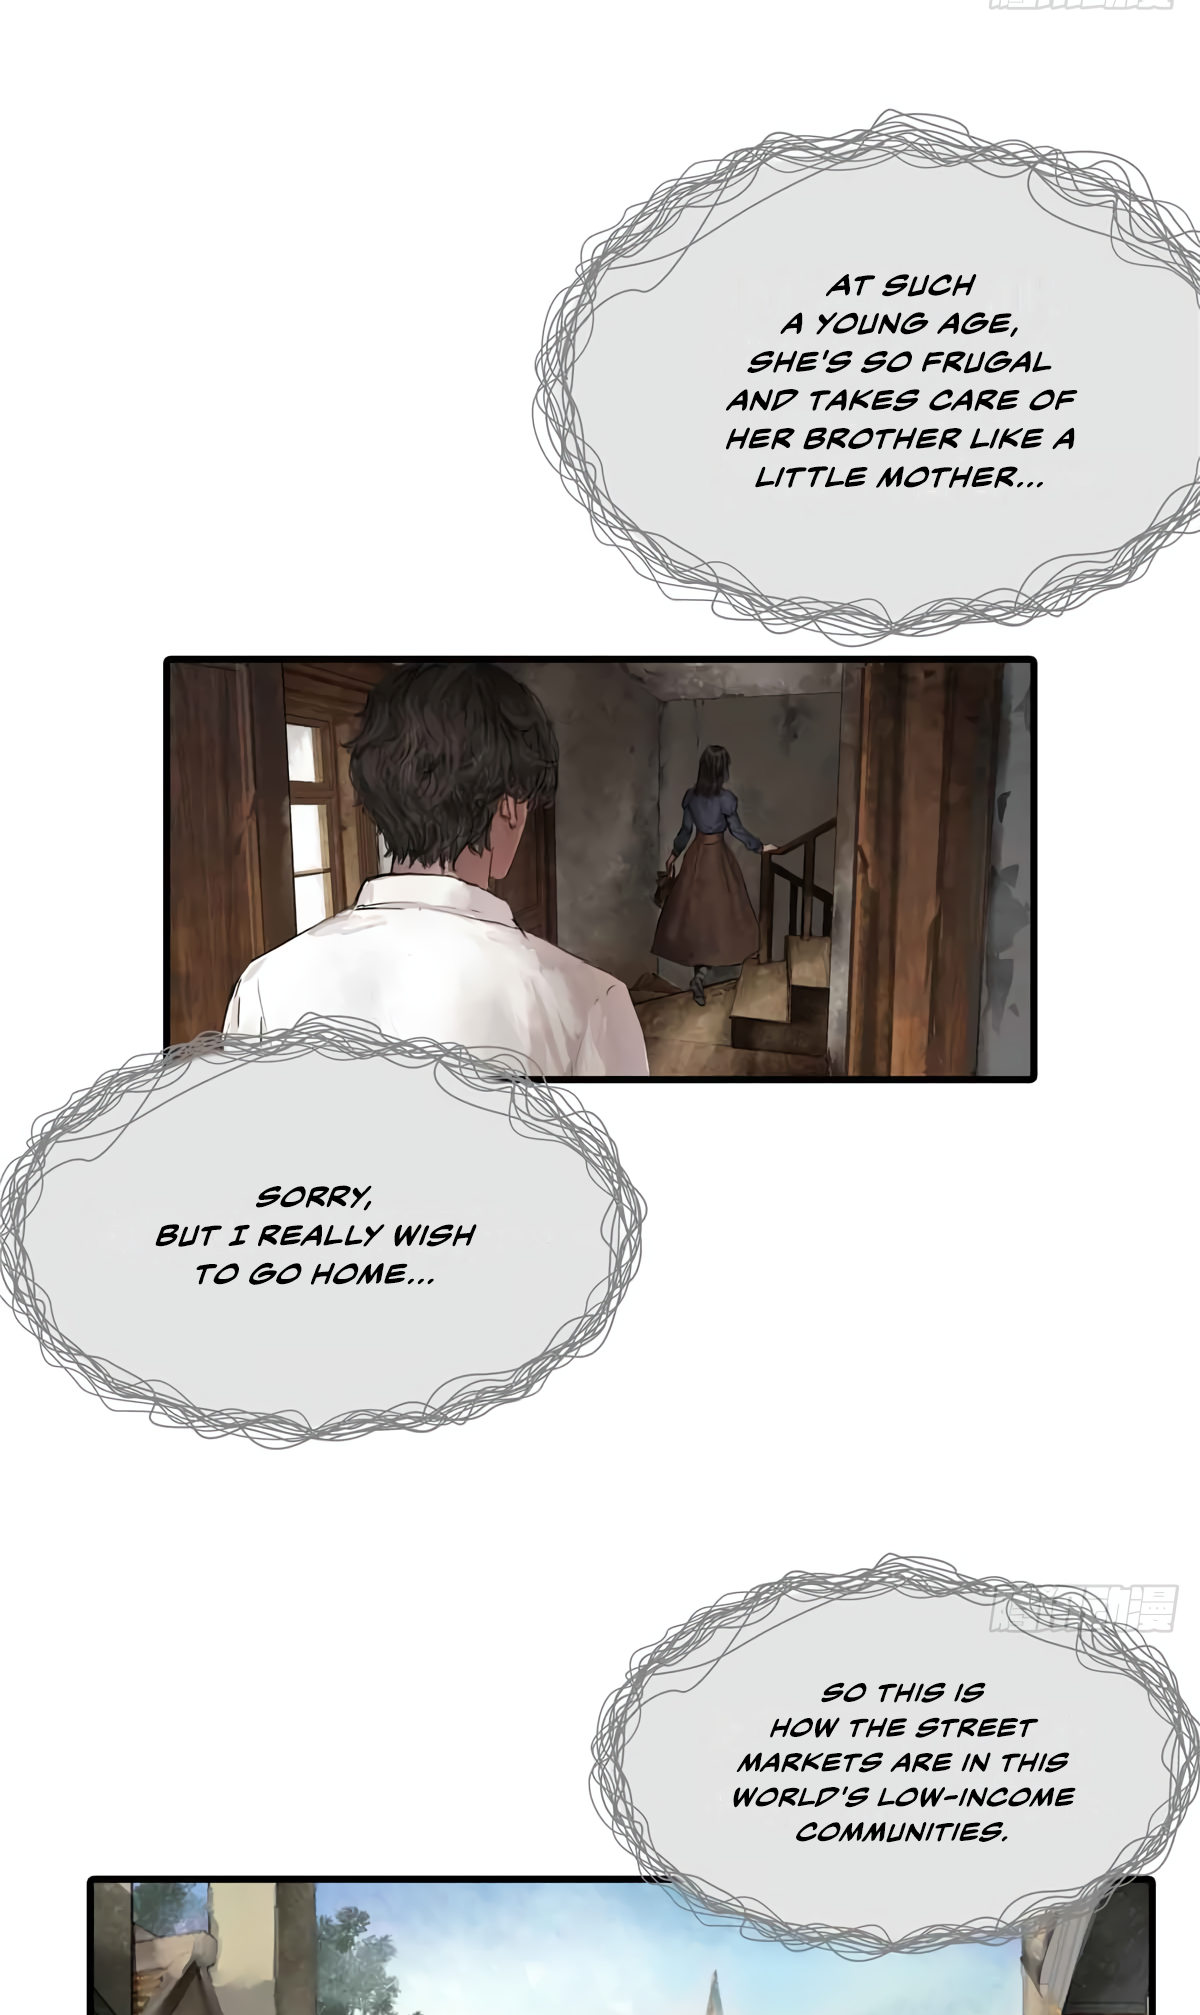 AT SUCH
A YOUNG AGE,
SHE'S SO FRUGAL
AND TAKES CARE OF
HER BROTHER LIKE A
LITTLE MOTHER...
SORRY,
BUT I REALLY WISH
TO GO HOME...
SO THIS IS
HOW THE STREET
MARKETS ARE IN THIS
WORLD'S LOW-INCOME
COMMUNITIES.